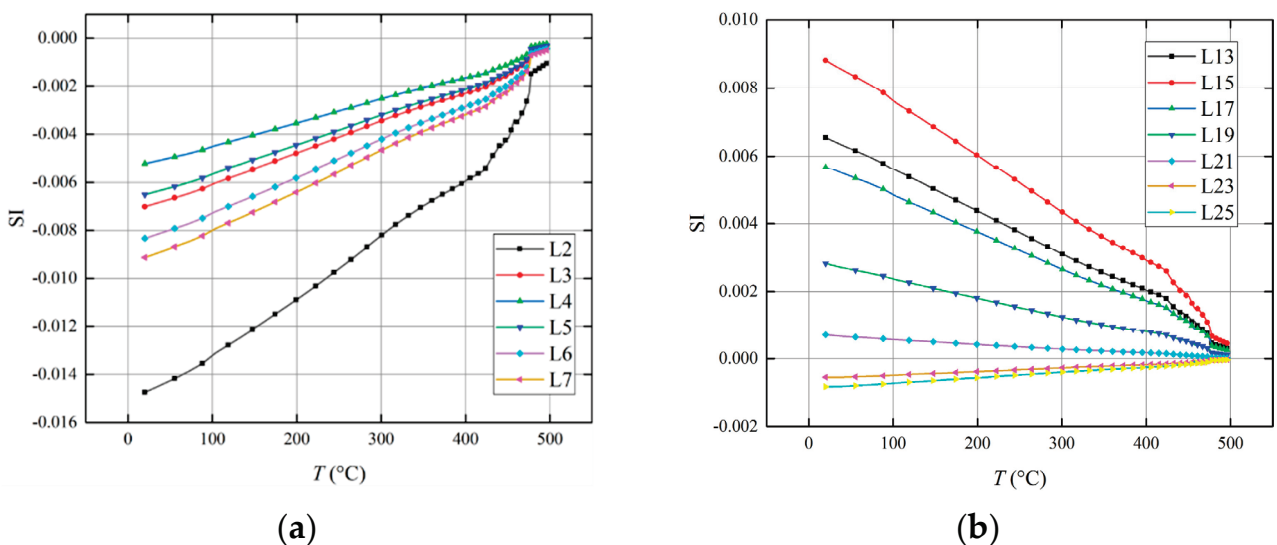 0.000
-0.002
-0.004
-0.006
-0.008
-0.010
-0.012
-0.014
-0.016
SI
0
100
200
300
400
500
T (°C)
L2
L3
L4
L5
L6
L7
(a)
0.010
0.008
0.006
0.004
0.002
0.000
-0.002
SI
0
100
200
300
400
500
T (°C)
L13
L15
L17
L19
L21
L23
L25
(b)